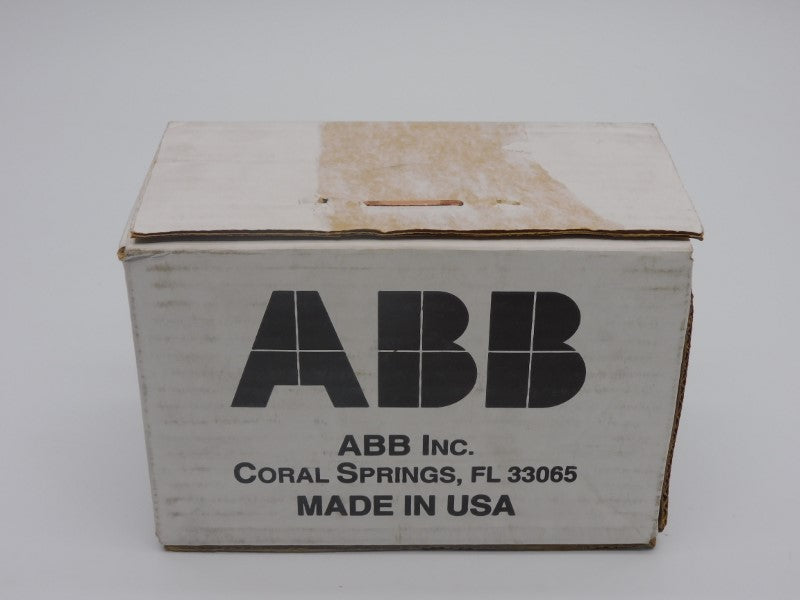 ABB
ABB INC.
CORAL SPRINGS, FL 33065
MADE IN USA